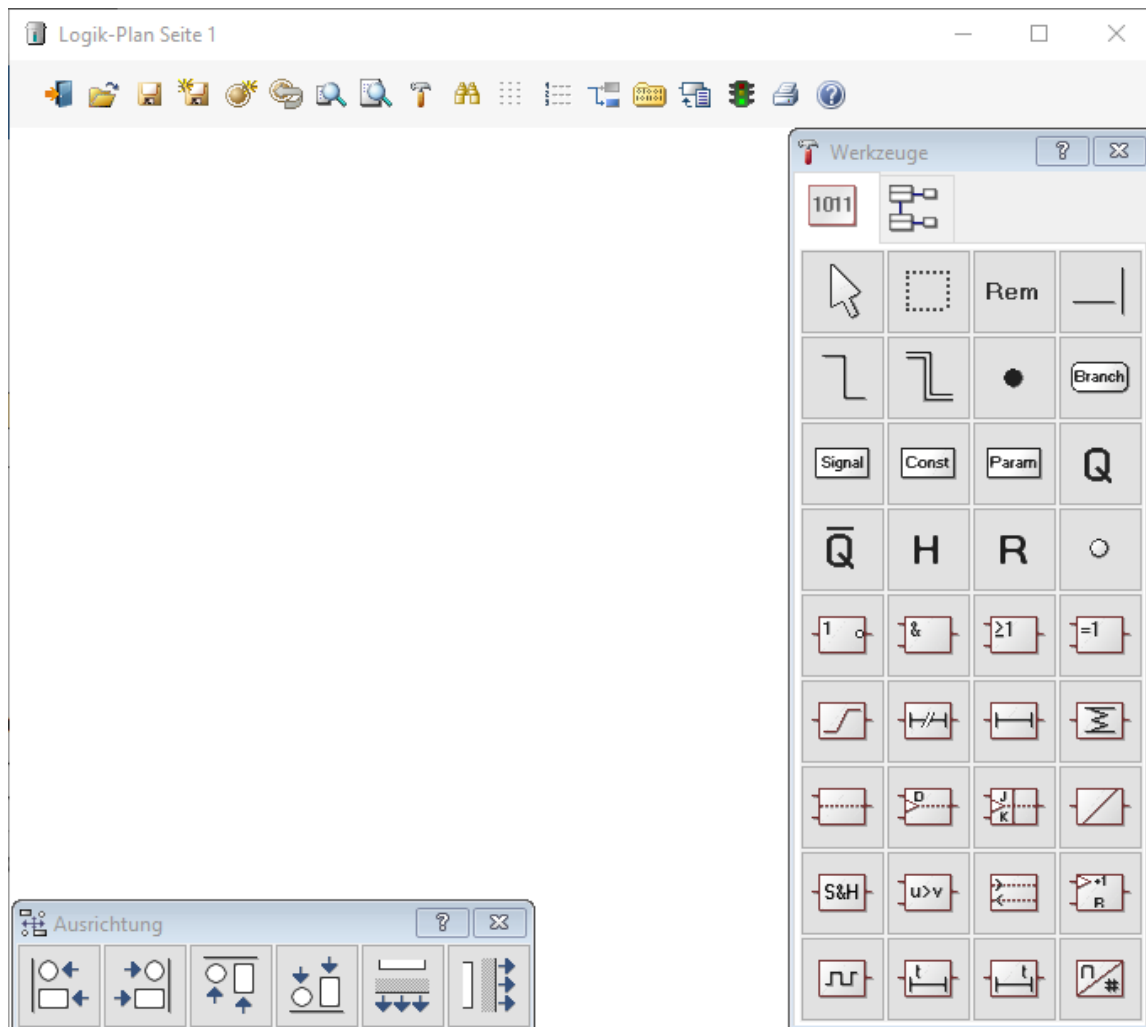 Logik-Plan Seite 1
Werkzeuge
1011
Rem
Branch
Signal Const Param Q
Q̅ H R
1 & ≥1 =1
D J K
S&H u>v +1 R
t t n #
Ausrichtung